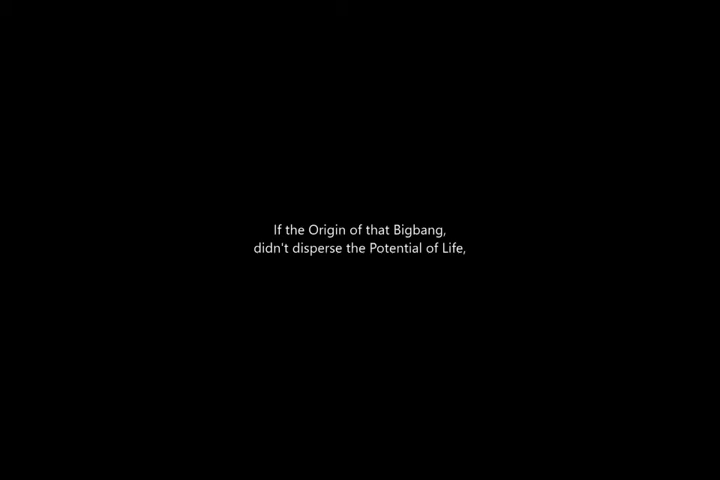 If the Origin of that Bigbang,
didn't disperse the Potential of Life,